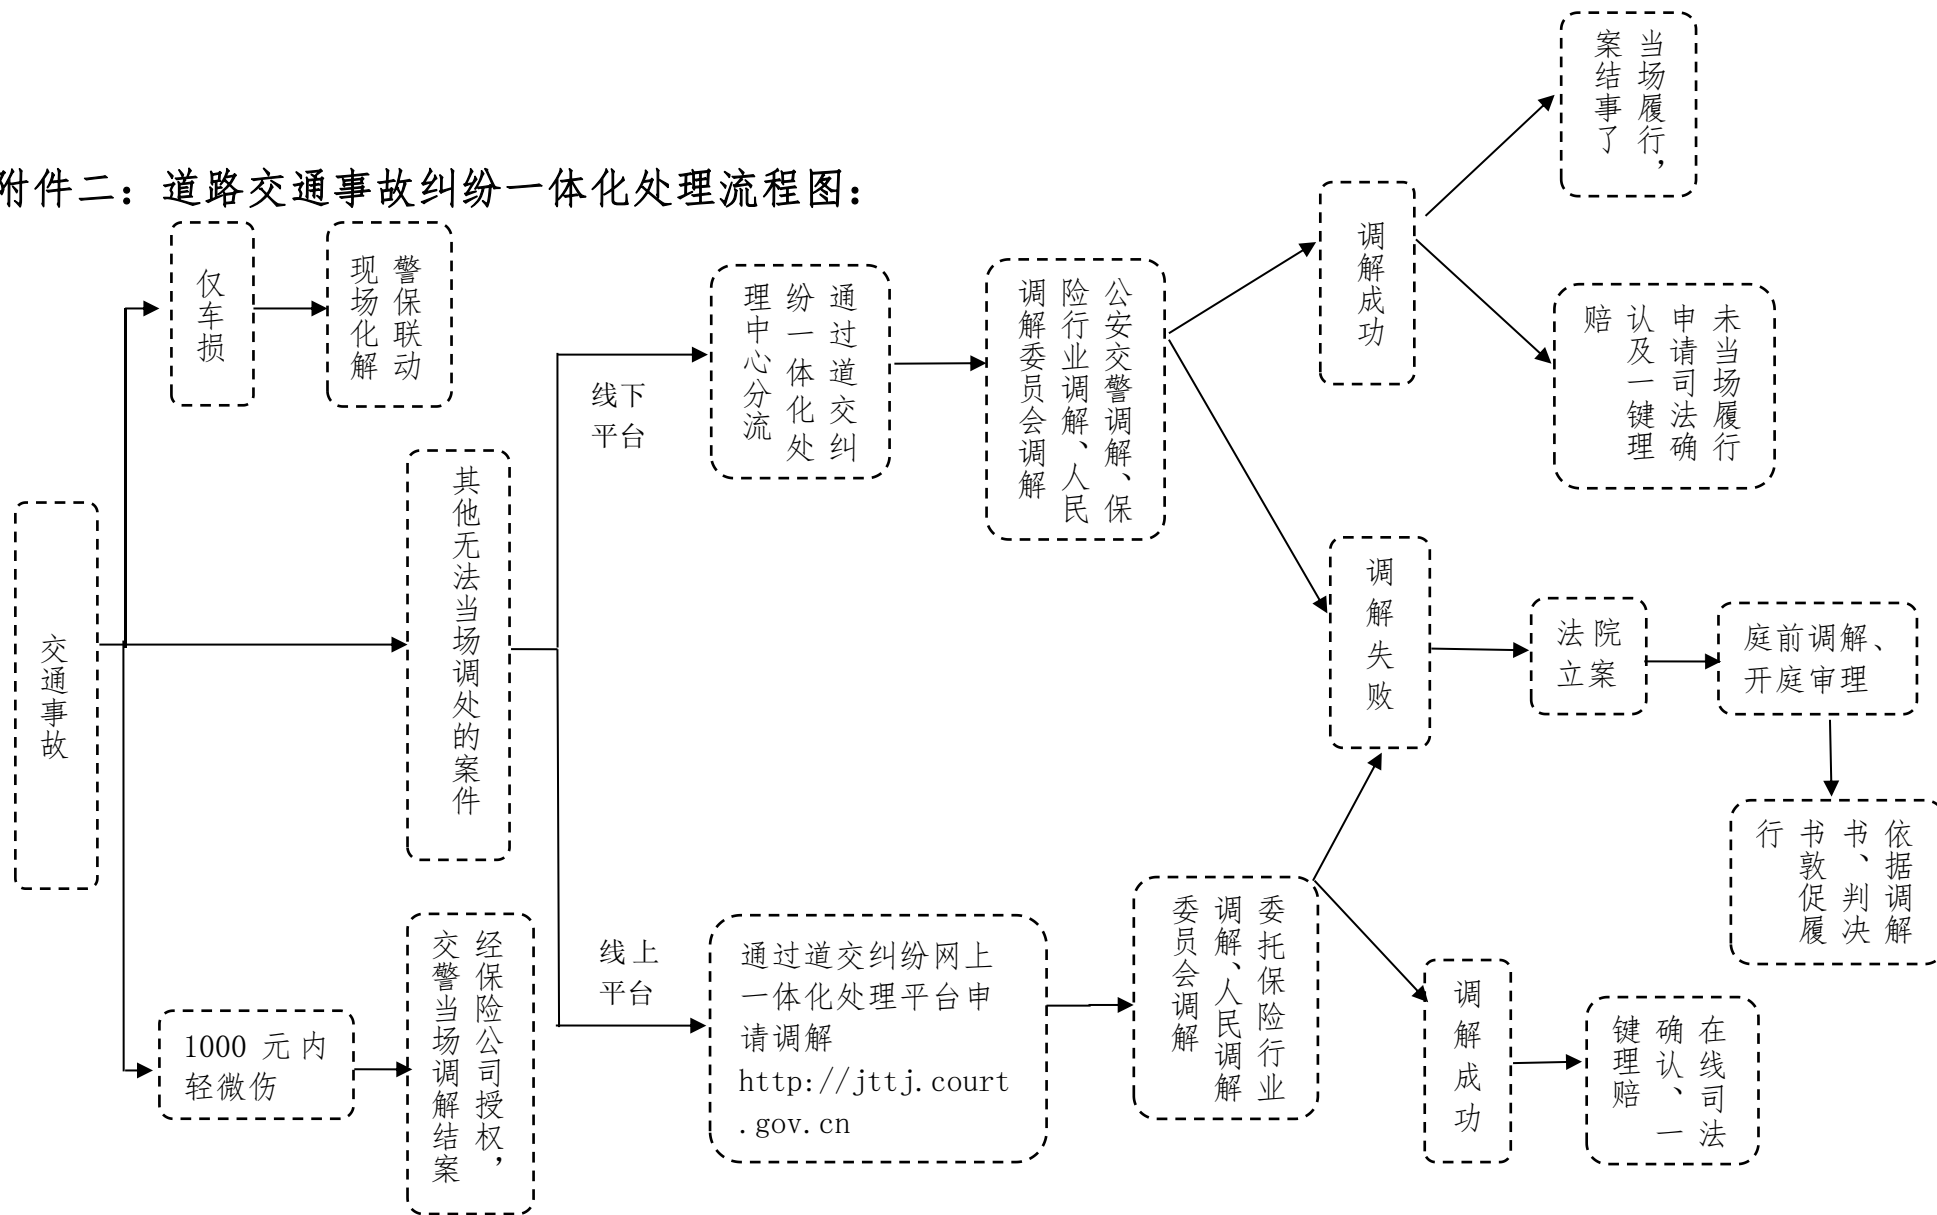 附件二：道路交通事故纠纷一体化处理流程图：
交通事故
仅车损
警保联动
现场化解
其他无法当场调处的案件
1000 元内
轻微伤
经保险公司授权，
交警当场调解结案
线下
平台
通过道交纠
纷一体化处
理中心分流
公安交警调解、保
险行业调解、人民
调解委员会调解
调解成功
当场履行，
案结事了
未当场履行
申请司法确
认及一键理
赔
调解失败
法院
立案
庭前调解、
开庭审理
依据调解
书、判决
书敦促履
行
线上
平台
通过道交纠纷网上
一体化处理平台申
请调解
http://jttj.court
.gov.cn
委托保险行业
调解、人民调解
委员会调解
调解成功
在线司法
确认、一
键理赔